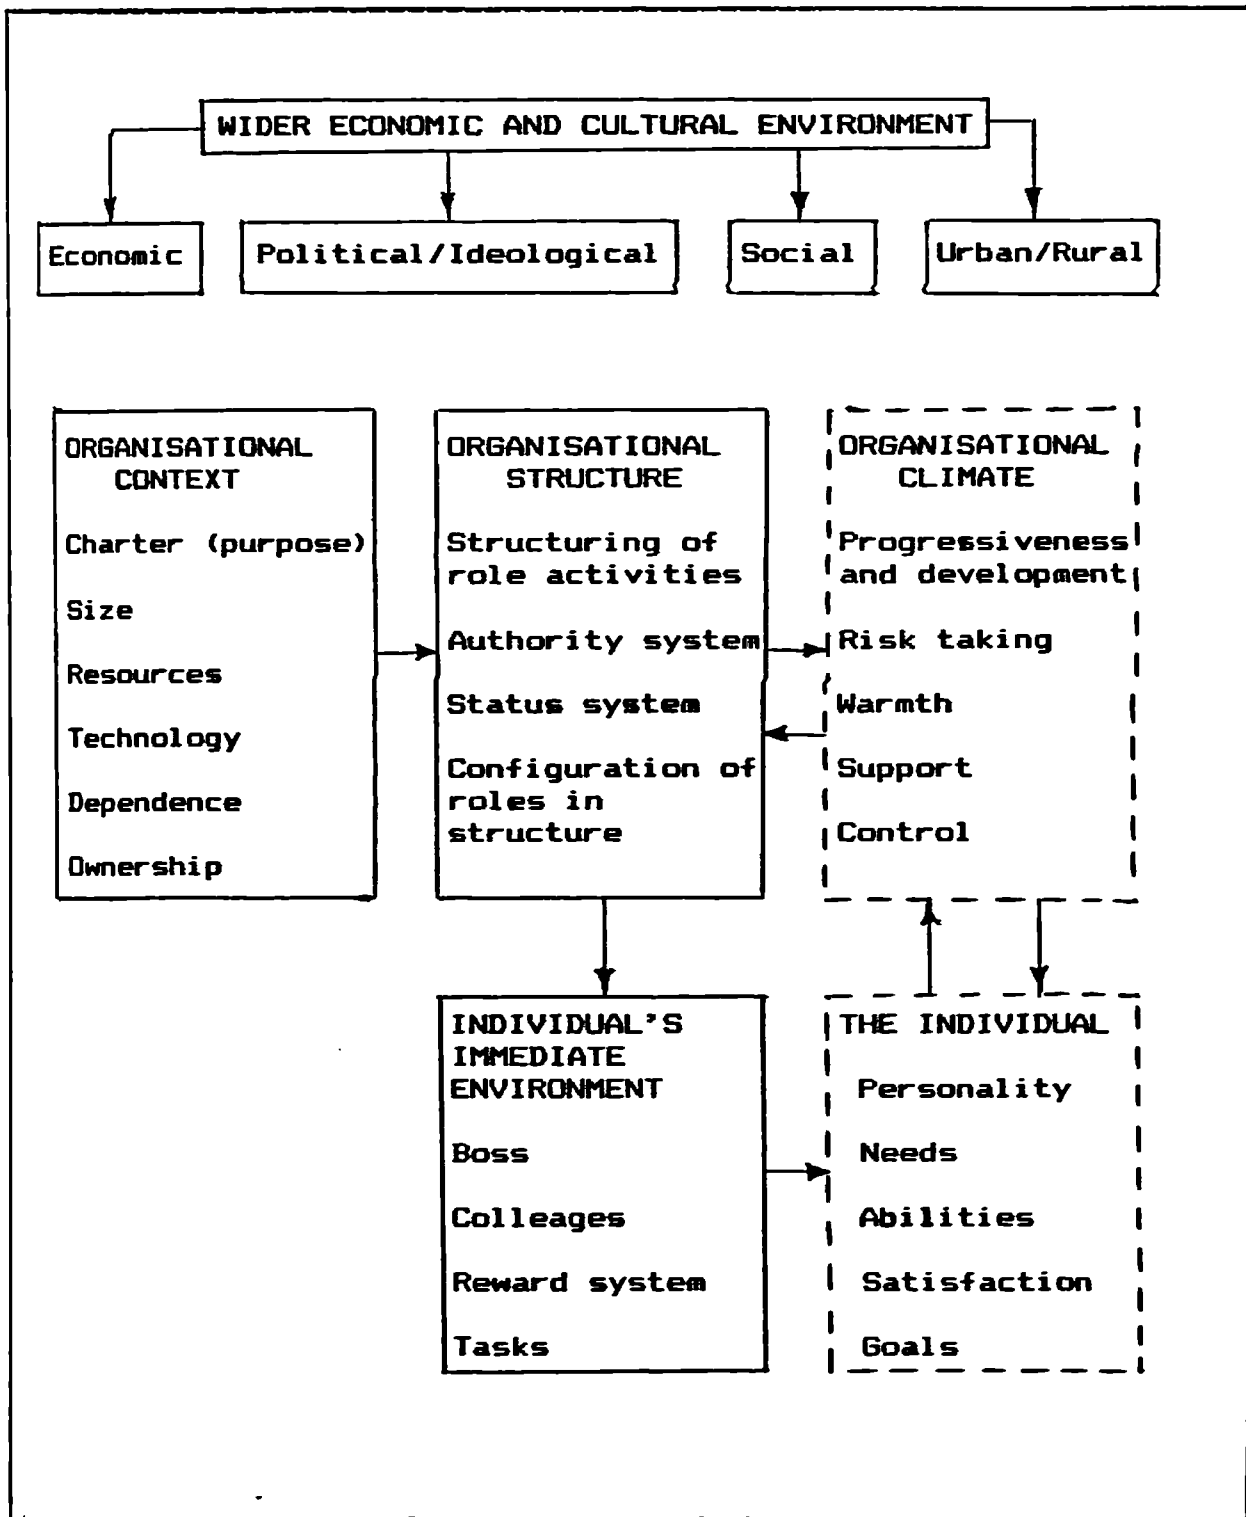 WIDER ECONOMIC AND CULTURAL ENVIRONMENT
Economic
Political/Ideological
Social
Urban/Rural
ORGANISATIONAL
CONTEXT
Charter (purpose)
Size
Resources
Technology
Dependence
Ownership
ORGANISATIONAL
STRUCTURE
Structuring of
role activities
Authority system
Status system
Configuration of
roles in
structure
ORGANISATIONAL
CLIMATE
Progressiveness
and development
Risk taking
Warmth
Support
Control
INDIVIDUAL'S
IMMEDIATE
ENVIRONMENT
Boss
Colleages
Reward system
Tasks
THE INDIVIDUAL
Personality
Needs
Abilities
Satisfaction
Goals